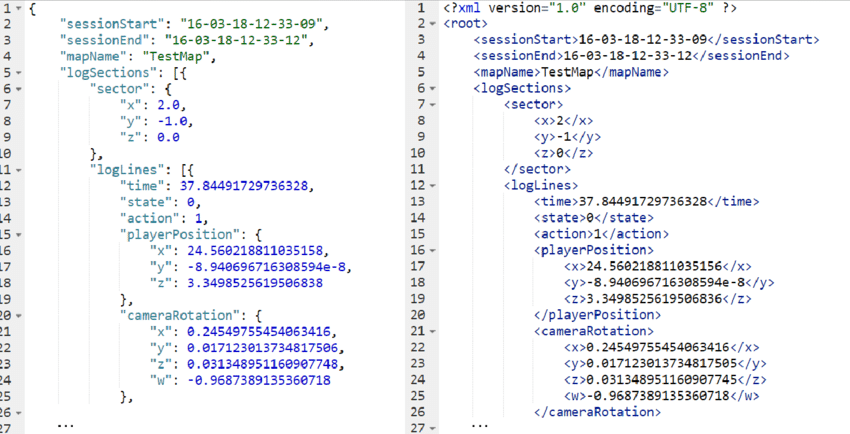 1 {
2 "sessionStart": "16-03-18-12-33-09",
3 "sessionEnd": "16-03-18-12-33-12",
4 "mapName": "TestMap",
5 "logSections": [{
6 "sector": {
7 "x": 2.0,
8 "y": -1.0,
9 "z": 0.0
10 },
11 "logLines": [{
12 "time": 37.84491729736328,
13 "state": 0,
14 "action": 1,
15 "playerPosition": {
16 "x": 24.560218811035158,
17 "y": -8.940696716308594e-8,
18 "z": 3.3498525619506838
19 },
20 "cameraRotation": {
21 "x": 0.24549755454063416,
22 "y": 0.017123013734817506,
23 "z": 0.031348951160907748,
24 "w": -0.9687389135360718
25 },
26
27 ...
1 <?xml version="1.0" encoding="UTF-8" ?>
2 <root>
3 <sessionStart>16-03-18-12-33-09</sessionStart>
4 <sessionEnd>16-03-18-12-33-12</sessionEnd>
5 <mapName>TestMap</mapName>
6 <logSections>
7 <sector>
8 <x>2</x>
9 <y>-1</y>
10 <z>0</z>
11 </sector>
12 <logLines>
13 <time>37.84491729736328</time>
14 <state>0</state>
15 <action>1</action>
16 <playerPosition>
17 <x>24.560218811035156</x>
18 <y>-8.940696716308594e-8</y>
19 <z>3.3498525619506836</z>
20 </playerPosition>
21 <cameraRotation>
22 <x>0.24549755454063416</x>
23 <y>0.017123013734817505</y>
24 <z>0.031348951160907745</z>
25 <w>-0.9687389135360718</w>
26 </cameraRotation>
27 ...